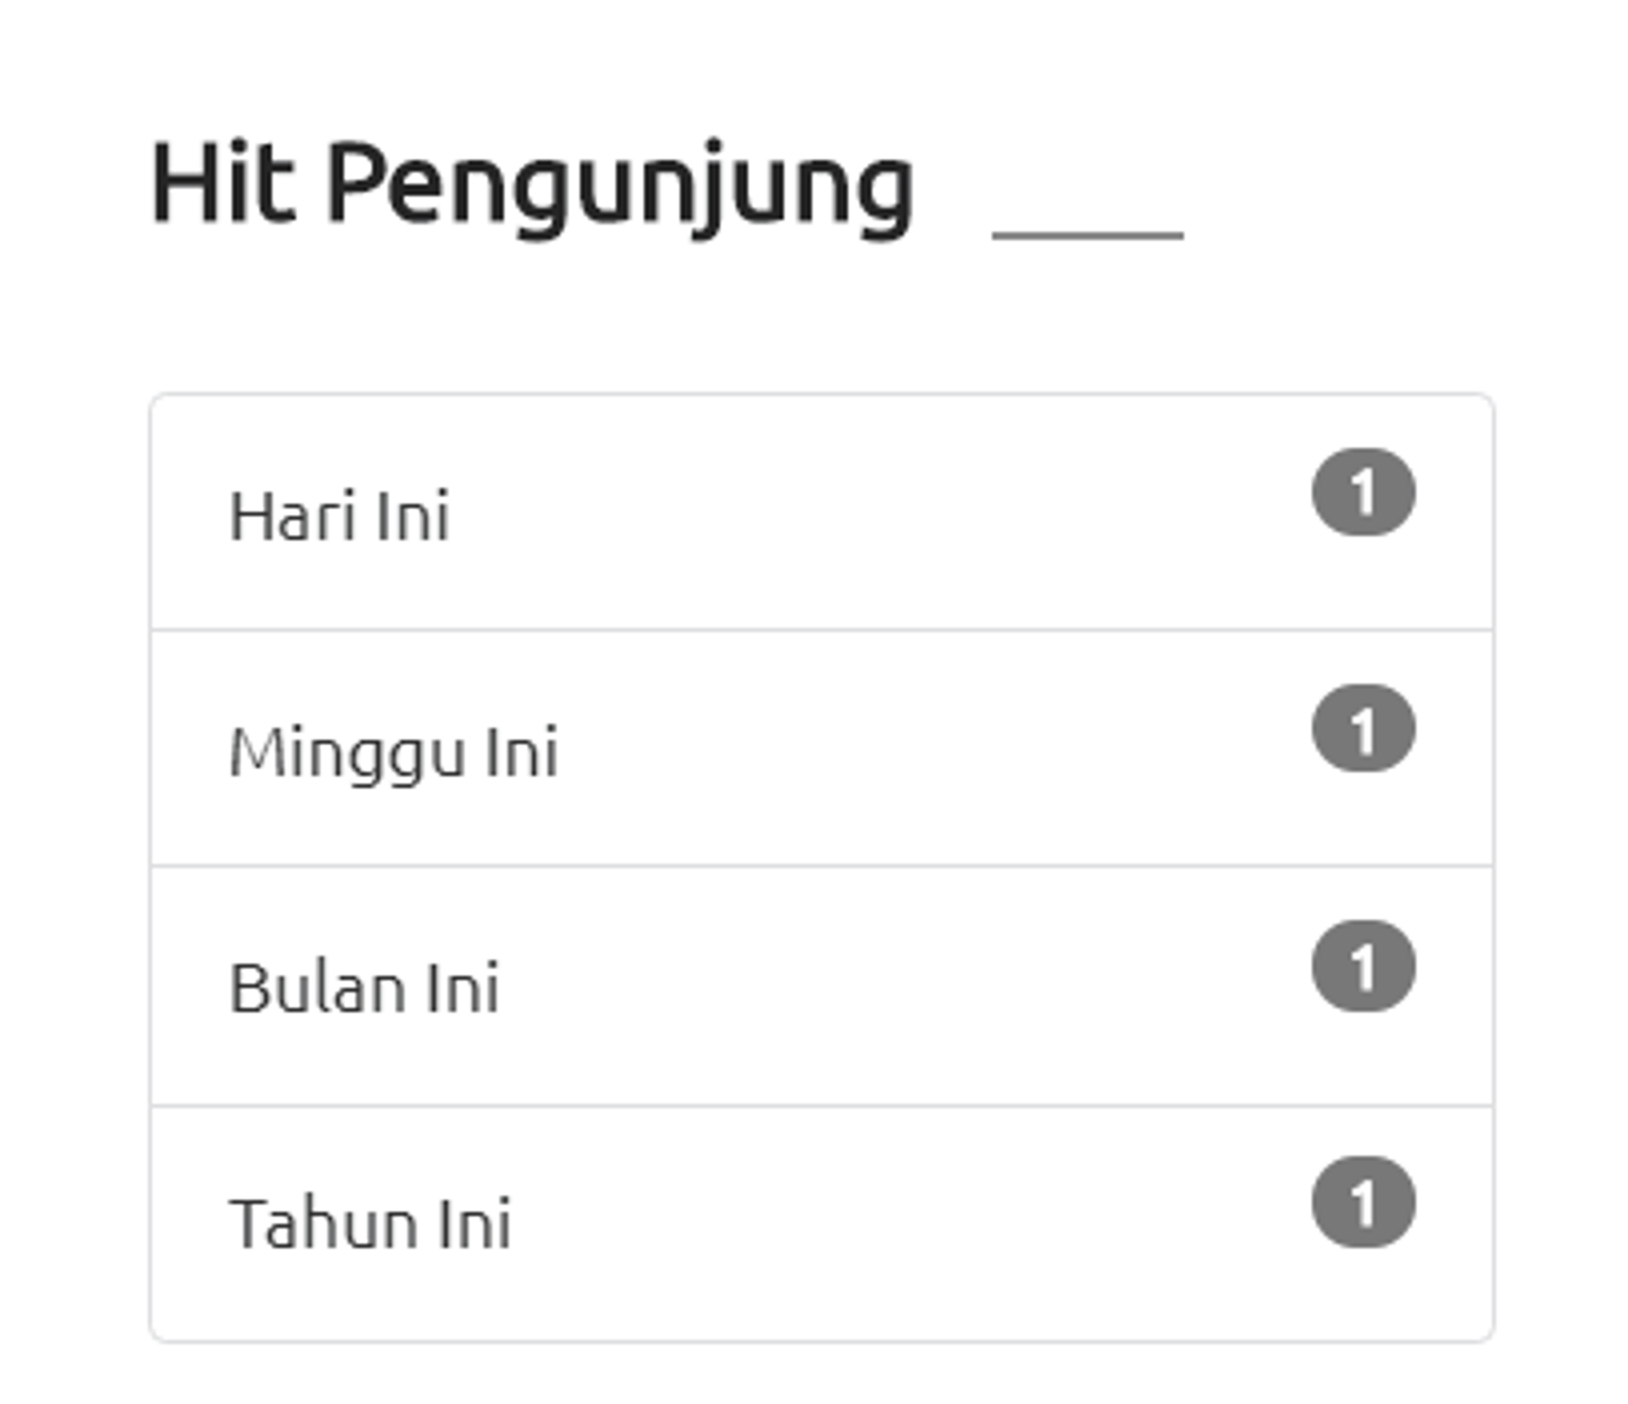 Hit Pengunjung
Hari Ini 1
Minggu Ini 1
Bulan Ini 1
Tahun Ini 1